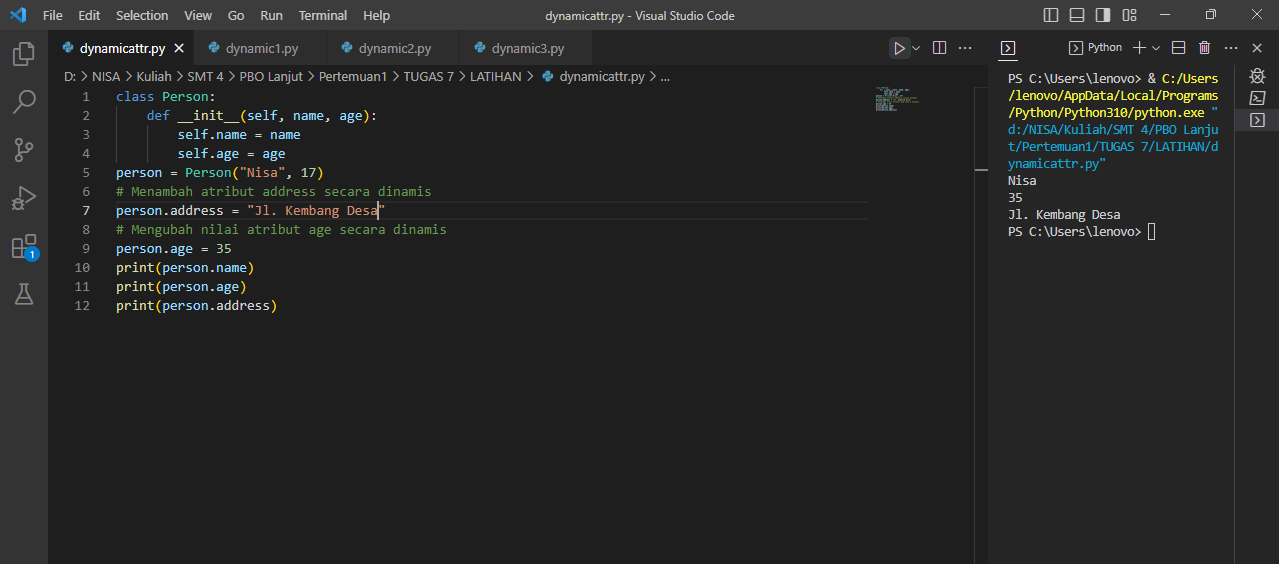 File Edit Selection View Go Run Terminal Help
dynamicattr.py - Visual Studio Code
dynamicattr.py dynamic1.py dynamic2.py dynamic3.py
D: > NISA > Kuliah > SMT 4 > PBO Lanjut > Pertemuan1 > TUGAS 7 > LATIHAN > dynamicattr.py > ...
1 class Person:
2     def __init__(self, name, age):
3         self.name = name
4         self.age = age
5 person = Person("Nisa", 17)
6 # Menambah atribut address secara dinamis
7 person.address = "Jl. Kembang Desa"
8 # Mengubah nilai atribut age secara dinamis
9 person.age = 35
10 print(person.name)
11 print(person.age)
12 print(person.address)
1
Python
PS C:\Users\lenovo> & C:/Users
/lenovo/AppData/Local/Programs
/Python/Python310/python.exe "
d:/NISA/Kuliah/SMT 4/PBO Lanju
t/Pertemuan1/TUGAS 7/LATIHAN/d
ynamicattr.py"
Nisa
35
Jl. Kembang Desa
PS C:\Users\lenovo>